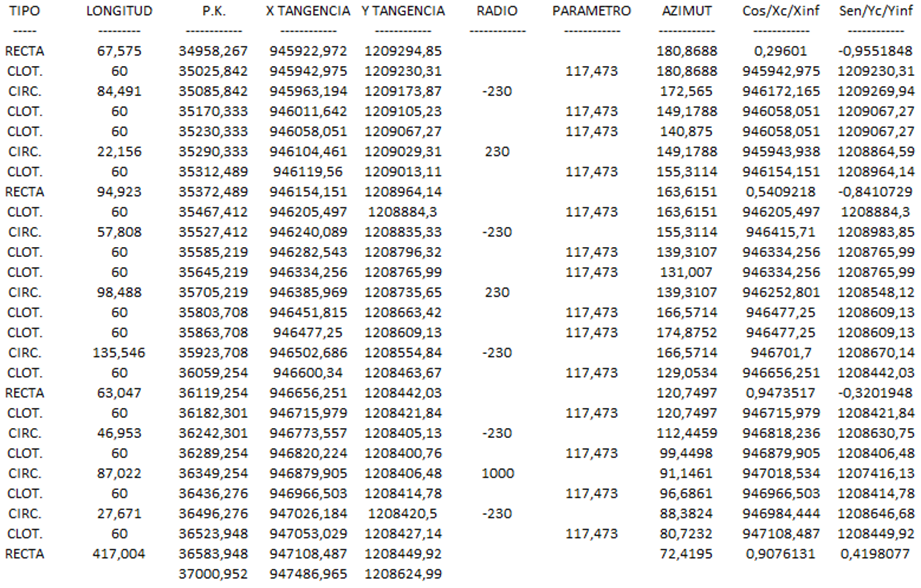 TIPO LONGITUD P.K. X TANGENCIA Y TANGENCIA RADIO PARAMETRO AZIMUT Cos/Xc/Xinf Sen/Yc/Yinf
----- --------- ------------ ------------ ------------ ------------ ------------ ------------ ------------
RECTA 67,575 34958,267 945922,972 1209294,85 180,8688 0,29601 -0,9551848
CLOT. 60 35025,842 945942,975 1209230,31 117,473 180,8688 945942,975 1209230,31
CIRC. 84,491 35085,842 945963,194 1209173,87 -230 172,565 946172,165 1209269,94
CLOT. 60 35170,333 946011,642 1209105,23 117,473 149,1788 946058,051 1209067,27
CLOT. 60 35230,333 946058,051 1209067,27 117,473 140,875 946058,051 1209067,27
CIRC. 22,156 35290,333 946104,461 1209029,31 230 149,1788 945943,938 1208864,59
CLOT. 60 35312,489 946119,56 1209013,11 117,473 155,3114 946154,151 1208964,14
RECTA 94,923 35372,489 946154,151 1208964,14 163,6151 0,5409218 -0,8410729
CLOT. 60 35467,412 946205,497 1208884,3 117,473 163,6151 946205,497 1208884,3
CIRC. 57,808 35527,412 946240,089 1208835,33 -230 155,3114 946415,71 1208983,85
CLOT. 60 35585,219 946282,543 1208796,32 117,473 139,3107 946334,256 1208765,99
CLOT. 60 35645,219 946334,256 1208765,99 117,473 131,007 946334,256 1208765,99
CIRC. 98,488 35705,219 946385,969 1208735,65 230 139,3107 946252,801 1208548,12
CLOT. 60 35803,708 946451,815 1208663,42 117,473 166,5714 946477,25 1208609,13
CLOT. 60 35863,708 946477,25 1208609,13 117,473 174,8752 946477,25 1208609,13
CIRC. 135,546 35923,708 946502,686 1208554,84 -230 166,5714 946701,7 1208670,14
CLOT. 60 36059,254 946600,34 1208463,67 117,473 129,0534 946656,251 1208442,03
RECTA 63,047 36119,254 946656,251 1208442,03 120,7497 0,9473517 -0,3201948
CLOT. 60 36182,301 946715,979 1208421,84 117,473 120,7497 946715,979 1208421,84
CIRC. 46,953 36242,301 946773,557 1208405,13 -230 112,4459 946818,236 1208630,75
CLOT. 60 36289,254 946820,224 1208400,76 117,473 99,4498 946879,905 1208406,48
CIRC. 87,022 36349,254 946879,905 1208406,48 1000 91,1461 947018,534 1207416,13
CLOT. 60 36436,276 946966,503 1208414,78 117,473 96,6861 946966,503 1208414,78
CIRC. 27,671 36496,276 947026,184 1208420,5 -230 88,3824 946984,444 1208646,68
CLOT. 60 36523,948 947053,029 1208427,14 117,473 80,7232 947108,487 1208449,92
RECTA 417,004 36583,948 947108,487 1208449,92 72,4195 0,9076131 0,4198077
37000,952 947486,965 1208624,99